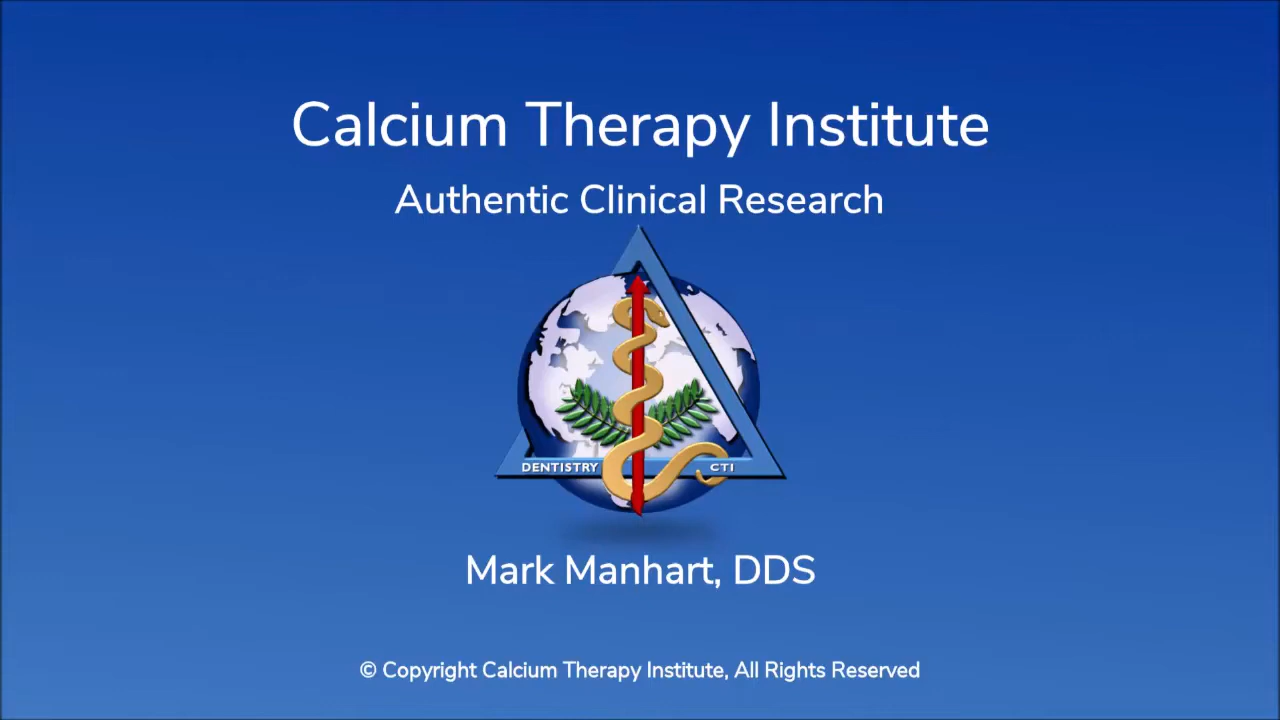 Calcium Therapy Institute
Authentic Clinical Research
DENTISTRY CTI
Mark Manhart, DDS
© Copyright Calcium Therapy Institute, All Rights Reserved